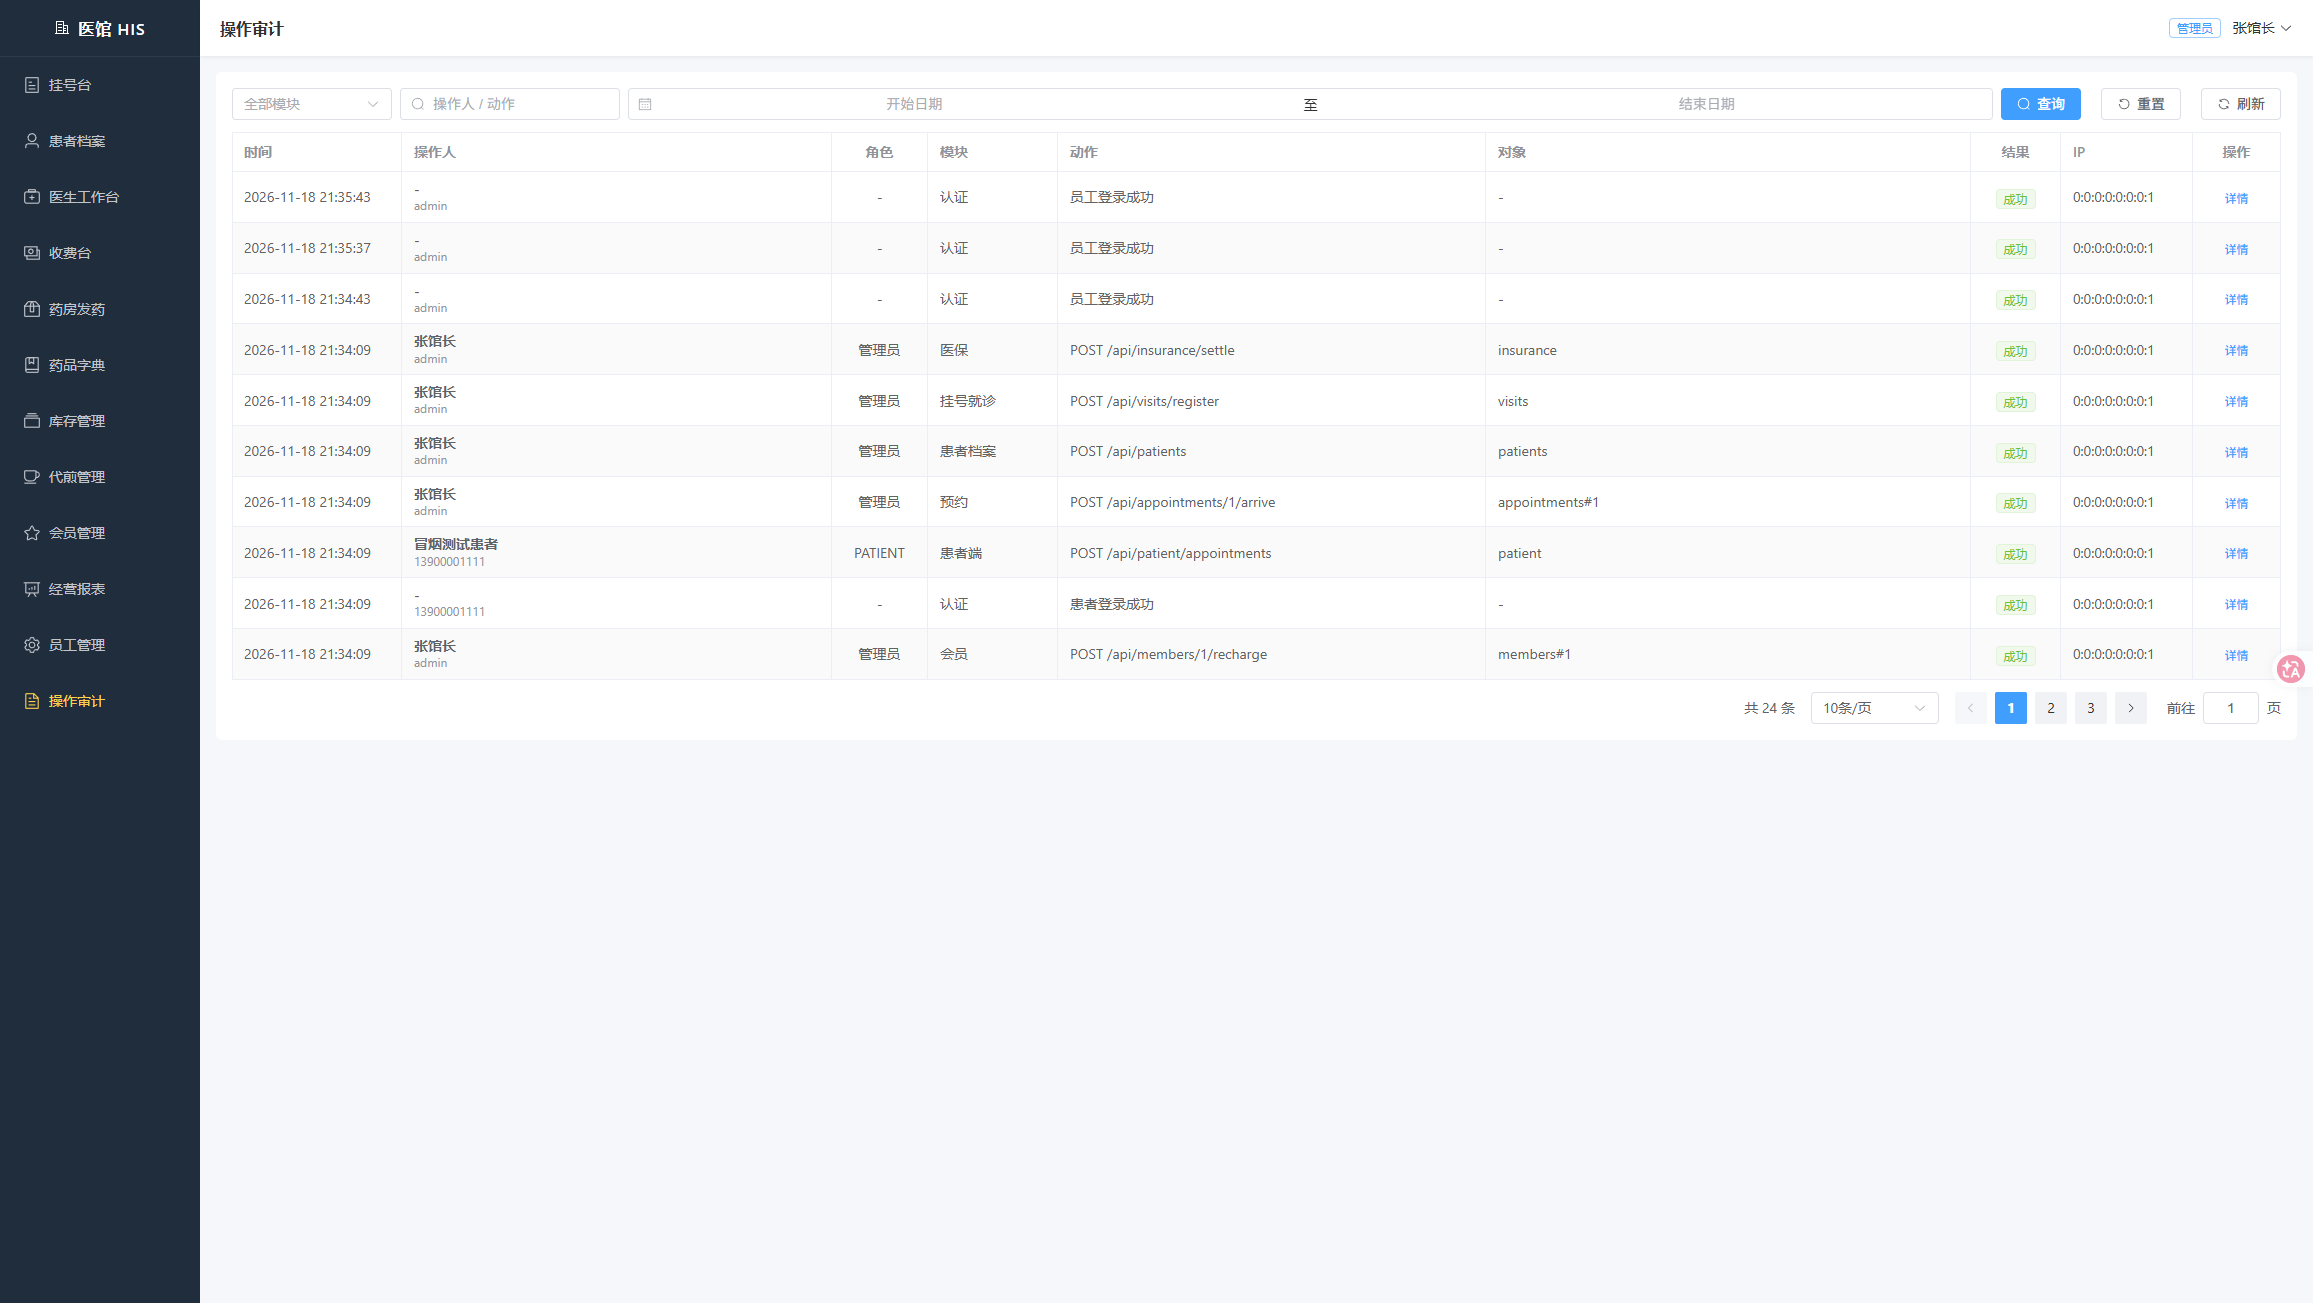 医馆 HIS
挂号台
患者档案
医生工作台
收费台
药房发药
药品字典
库存管理
代煎管理
会员管理
经营报表
员工管理
操作审计
操作审计
管理员 张馆长
全部模块 操作人 / 动作 开始日期 至 结束日期 查询 重置 刷新
时间 操作人 角色 模块 动作 对象 结果 IP 操作
2026-11-18 21:35:43 - - 认证 员工登录成功 - 成功 0:0:0:0:0:0:0:1 详情
admin
2026-11-18 21:35:37 - - 认证 员工登录成功 - 成功 0:0:0:0:0:0:0:1 详情
admin
2026-11-18 21:34:43 - - 认证 员工登录成功 - 成功 0:0:0:0:0:0:0:1 详情
admin
2026-11-18 21:34:09 张馆长 管理员 医保 POST /api/insurance/settle insurance 成功 0:0:0:0:0:0:0:1 详情
admin
2026-11-18 21:34:09 张馆长 管理员 挂号就诊 POST /api/visits/register visits 成功 0:0:0:0:0:0:0:1 详情
admin
2026-11-18 21:34:09 张馆长 管理员 患者档案 POST /api/patients patients 成功 0:0:0:0:0:0:0:1 详情
admin
2026-11-18 21:34:09 张馆长 管理员 预约 POST /api/appointments/1/arrive appointments#1 成功 0:0:0:0:0:0:0:1 详情
admin
2026-11-18 21:34:09 冒烟测试患者 PATIENT 患者端 POST /api/patient/appointments patient 成功 0:0:0:0:0:0:0:1 详情
13900001111
2026-11-18 21:34:09 - - 认证 患者登录成功 - 成功 0:0:0:0:0:0:0:1 详情
13900001111
2026-11-18 21:34:09 张馆长 管理员 会员 POST /api/members/1/recharge members#1 成功 0:0:0:0:0:0:0:1 详情
admin
共 24 条 10条/页 1 2 3 前往 1 页